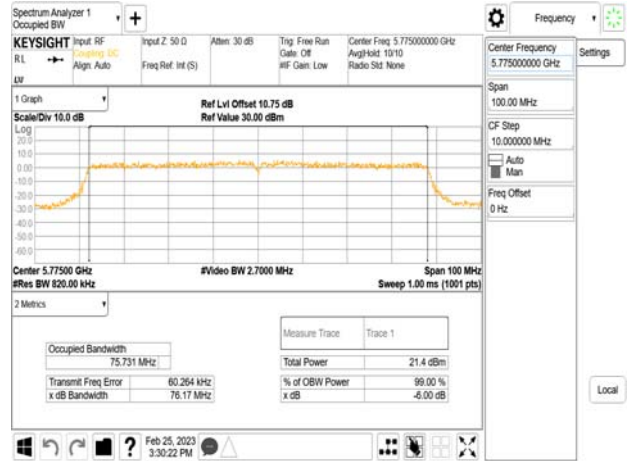 Spectrum Analyzer 1
Occupied BW
Frequency
KEYSIGHT
Input: RF
Coupling: DC
Align: Auto
Input Z: 50 Ω
Freq Ref: Int (S)
Atten: 30 dB
Trig: Free Run
Gate: Off
#IF Gain: Low
Center Freq: 5.775000000 GHz
Avg|Hold: 10/10
Radio Std: None
RL
LXI
Center Frequency
5.775000000 GHz
Settings
Span
100.00 MHz
CF Step
10.000000 MHz
Auto
Man
Freq Offset
0 Hz
1 Graph
Scale/Div 10.0 dB
Ref Lvl Offset 10.75 dB
Ref Value 30.00 dBm
Log
20.0
10.0
0.00
-10.0
-20.0
-30.0
-40.0
-50.0
-60.0
Center 5.77500 GHz
#Res BW 820.00 kHz
#Video BW 2.7000 MHz
Span 100 MHz
Sweep 1.00 ms (1001 pts)
2 Metrics
Measure Trace
Trace 1
Occupied Bandwidth
75.731 MHz
Total Power
21.4 dBm
Transmit Freq Error
60.264 kHz
% of OBW Power
99.00 %
x dB Bandwidth
76.17 MHz
x dB
-6.00 dB
Local
?
Feb 25, 2023
3:30:22 PM